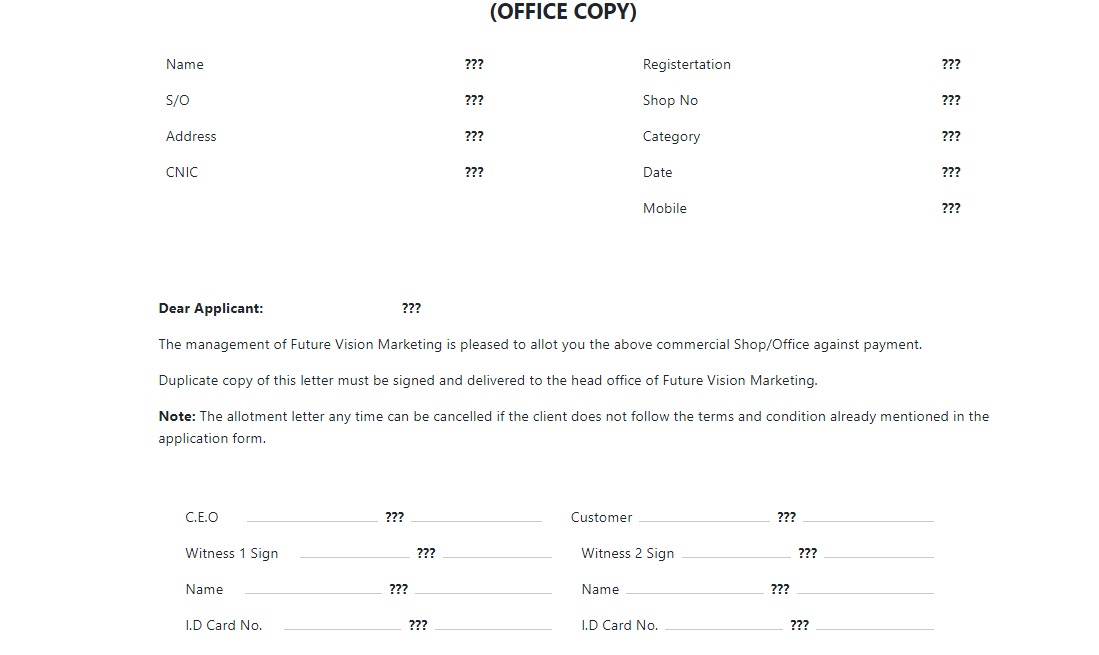 (OFFICE COPY)
Name ??? Registertation ???
S/O ??? Shop No ???
Address ??? Category ???
CNIC ??? Date ???
Mobile ???
Dear Applicant: ???
The management of Future Vision Marketing is pleased to allot you the above commercial Shop/Office against payment.
Duplicate copy of this letter must be signed and delivered to the head office of Future Vision Marketing.
Note: The allotment letter any time can be cancelled if the client does not follow the terms and condition already mentioned in the
application form.
C.E.O ??? Customer ???
Witness 1 Sign ??? Witness 2 Sign ???
Name ??? Name ???
I.D Card No. ??? I.D Card No. ???